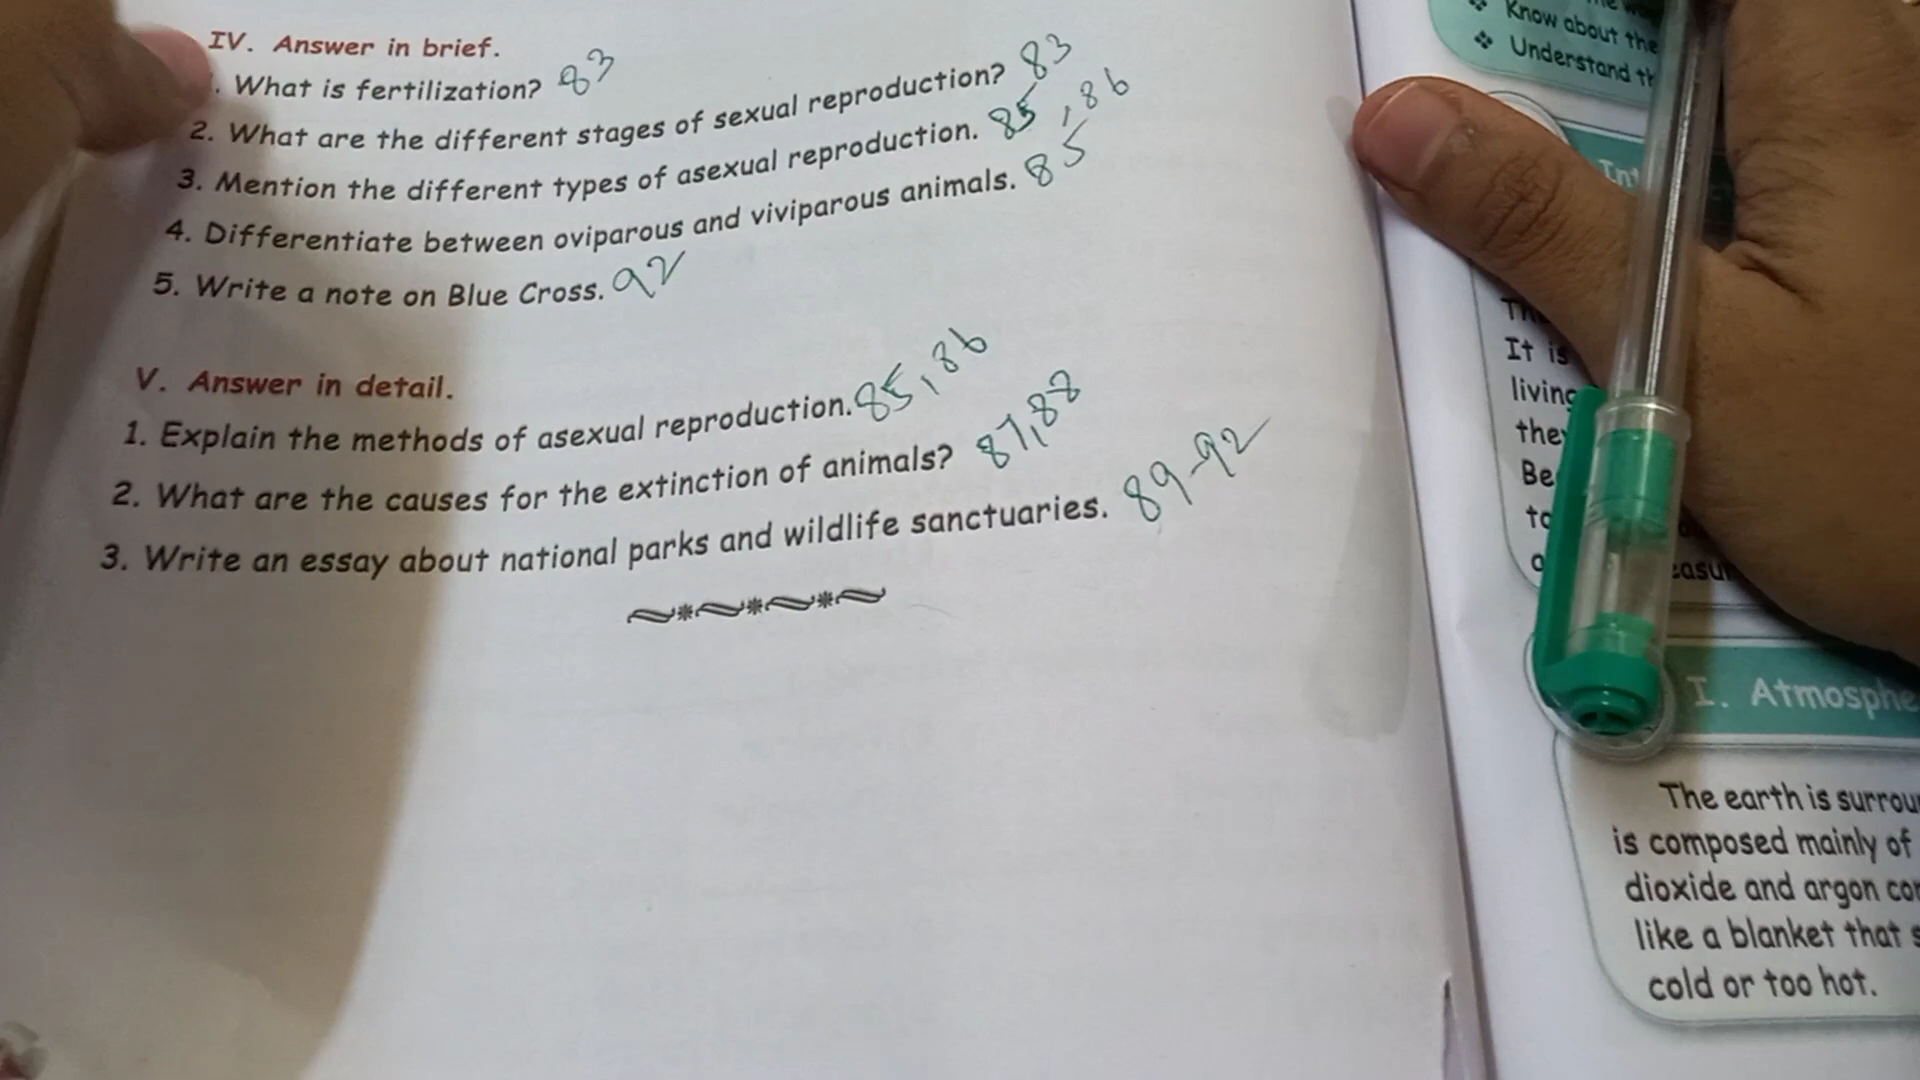 IV. Answer in brief.
. What is fertilization? 83
2. What are the different stages of sexual reproduction? 83
3. Mention the different types of asexual reproduction. 85, 86
4. Differentiate between oviparous and viviparous animals. 85
5. Write a note on Blue Cross. 92
V. Answer in detail.
1. Explain the methods of asexual reproduction. 85, 86
2. What are the causes for the extinction of animals? 87, 88
3. Write an essay about national parks and wildlife sanctuaries. 89-92
Know about the
Understand
It is
living
Be
I. Atmosphe
The earth is surrou
is composed mainly of
dioxide and argon
like a blanket that s
cold or too hot.